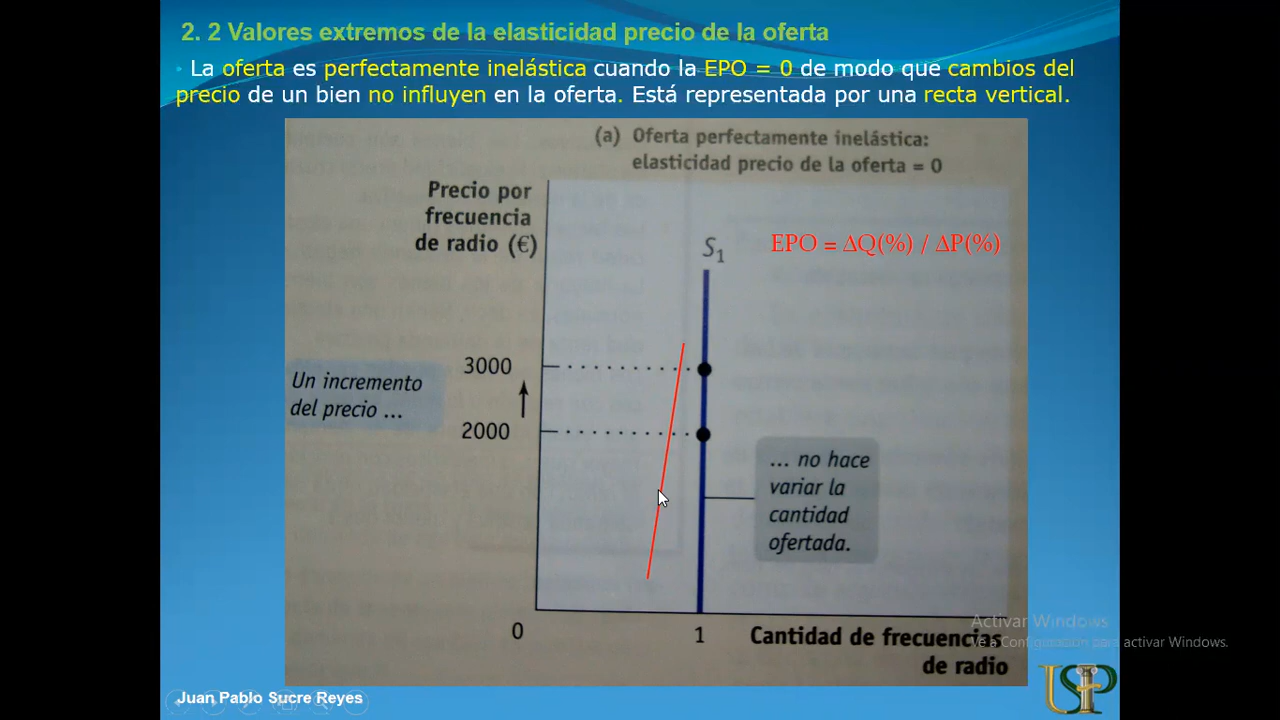 2. 2 Valores extremos de la elasticidad precio de la oferta
La oferta es perfectamente inelástica cuando la EPO = 0 de modo que cambios del
precio de un bien no influyen en la oferta. Está representada por una recta vertical.
(a) Oferta perfectamente inelástica:
elasticidad precio de la oferta = 0
Precio por
frecuencia
de radio (€)
S1
EPO = ΔQ(%) / ΔP(%)
3000
Un incremento
del precio ...
2000
... no hace
variar la
cantidad
ofertada.
0
1
Cantidad de frecuencias
de radio
Activar Windows
Ve a Configuración para activar Windows.
Juan Pablo Sucre Reyes
USP